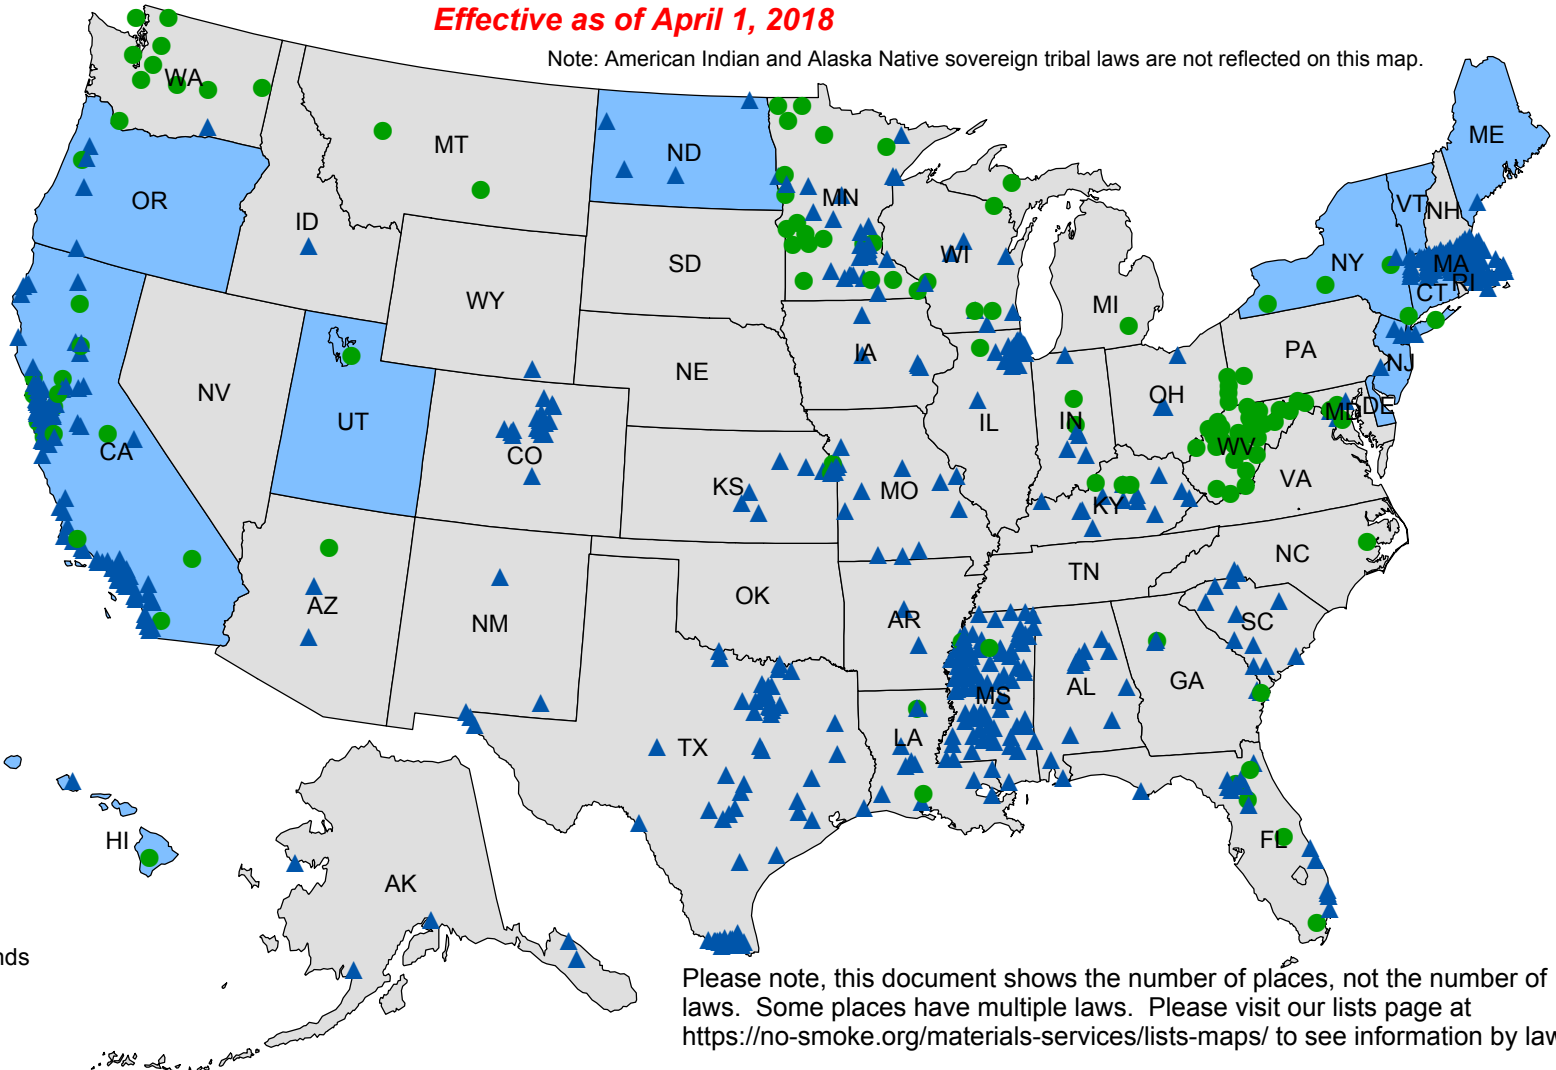 Effective as of April 1, 2018
Note: American Indian and Alaska Native sovereign tribal laws are not reflected on this map.
WA
MT
ND
MN
ME
OR
ID
SD
WI
MI
NY
VT
NH
MA
CT
RI
WY
NE
IA
PA
NJ
NV
UT
CO
IL
IN
OH
MD
DE
CA
KS
MO
KY
WV
VA
AZ
NM
OK
AR
TN
NC
SC
TX
LA
MS
AL
GA
FL
HI
AK
nds
Please note, this document shows the number of places, not the number of
laws. Some places have multiple laws. Please visit our lists page at
https://no-smoke.org/materials-services/lists-maps/ to see information by law